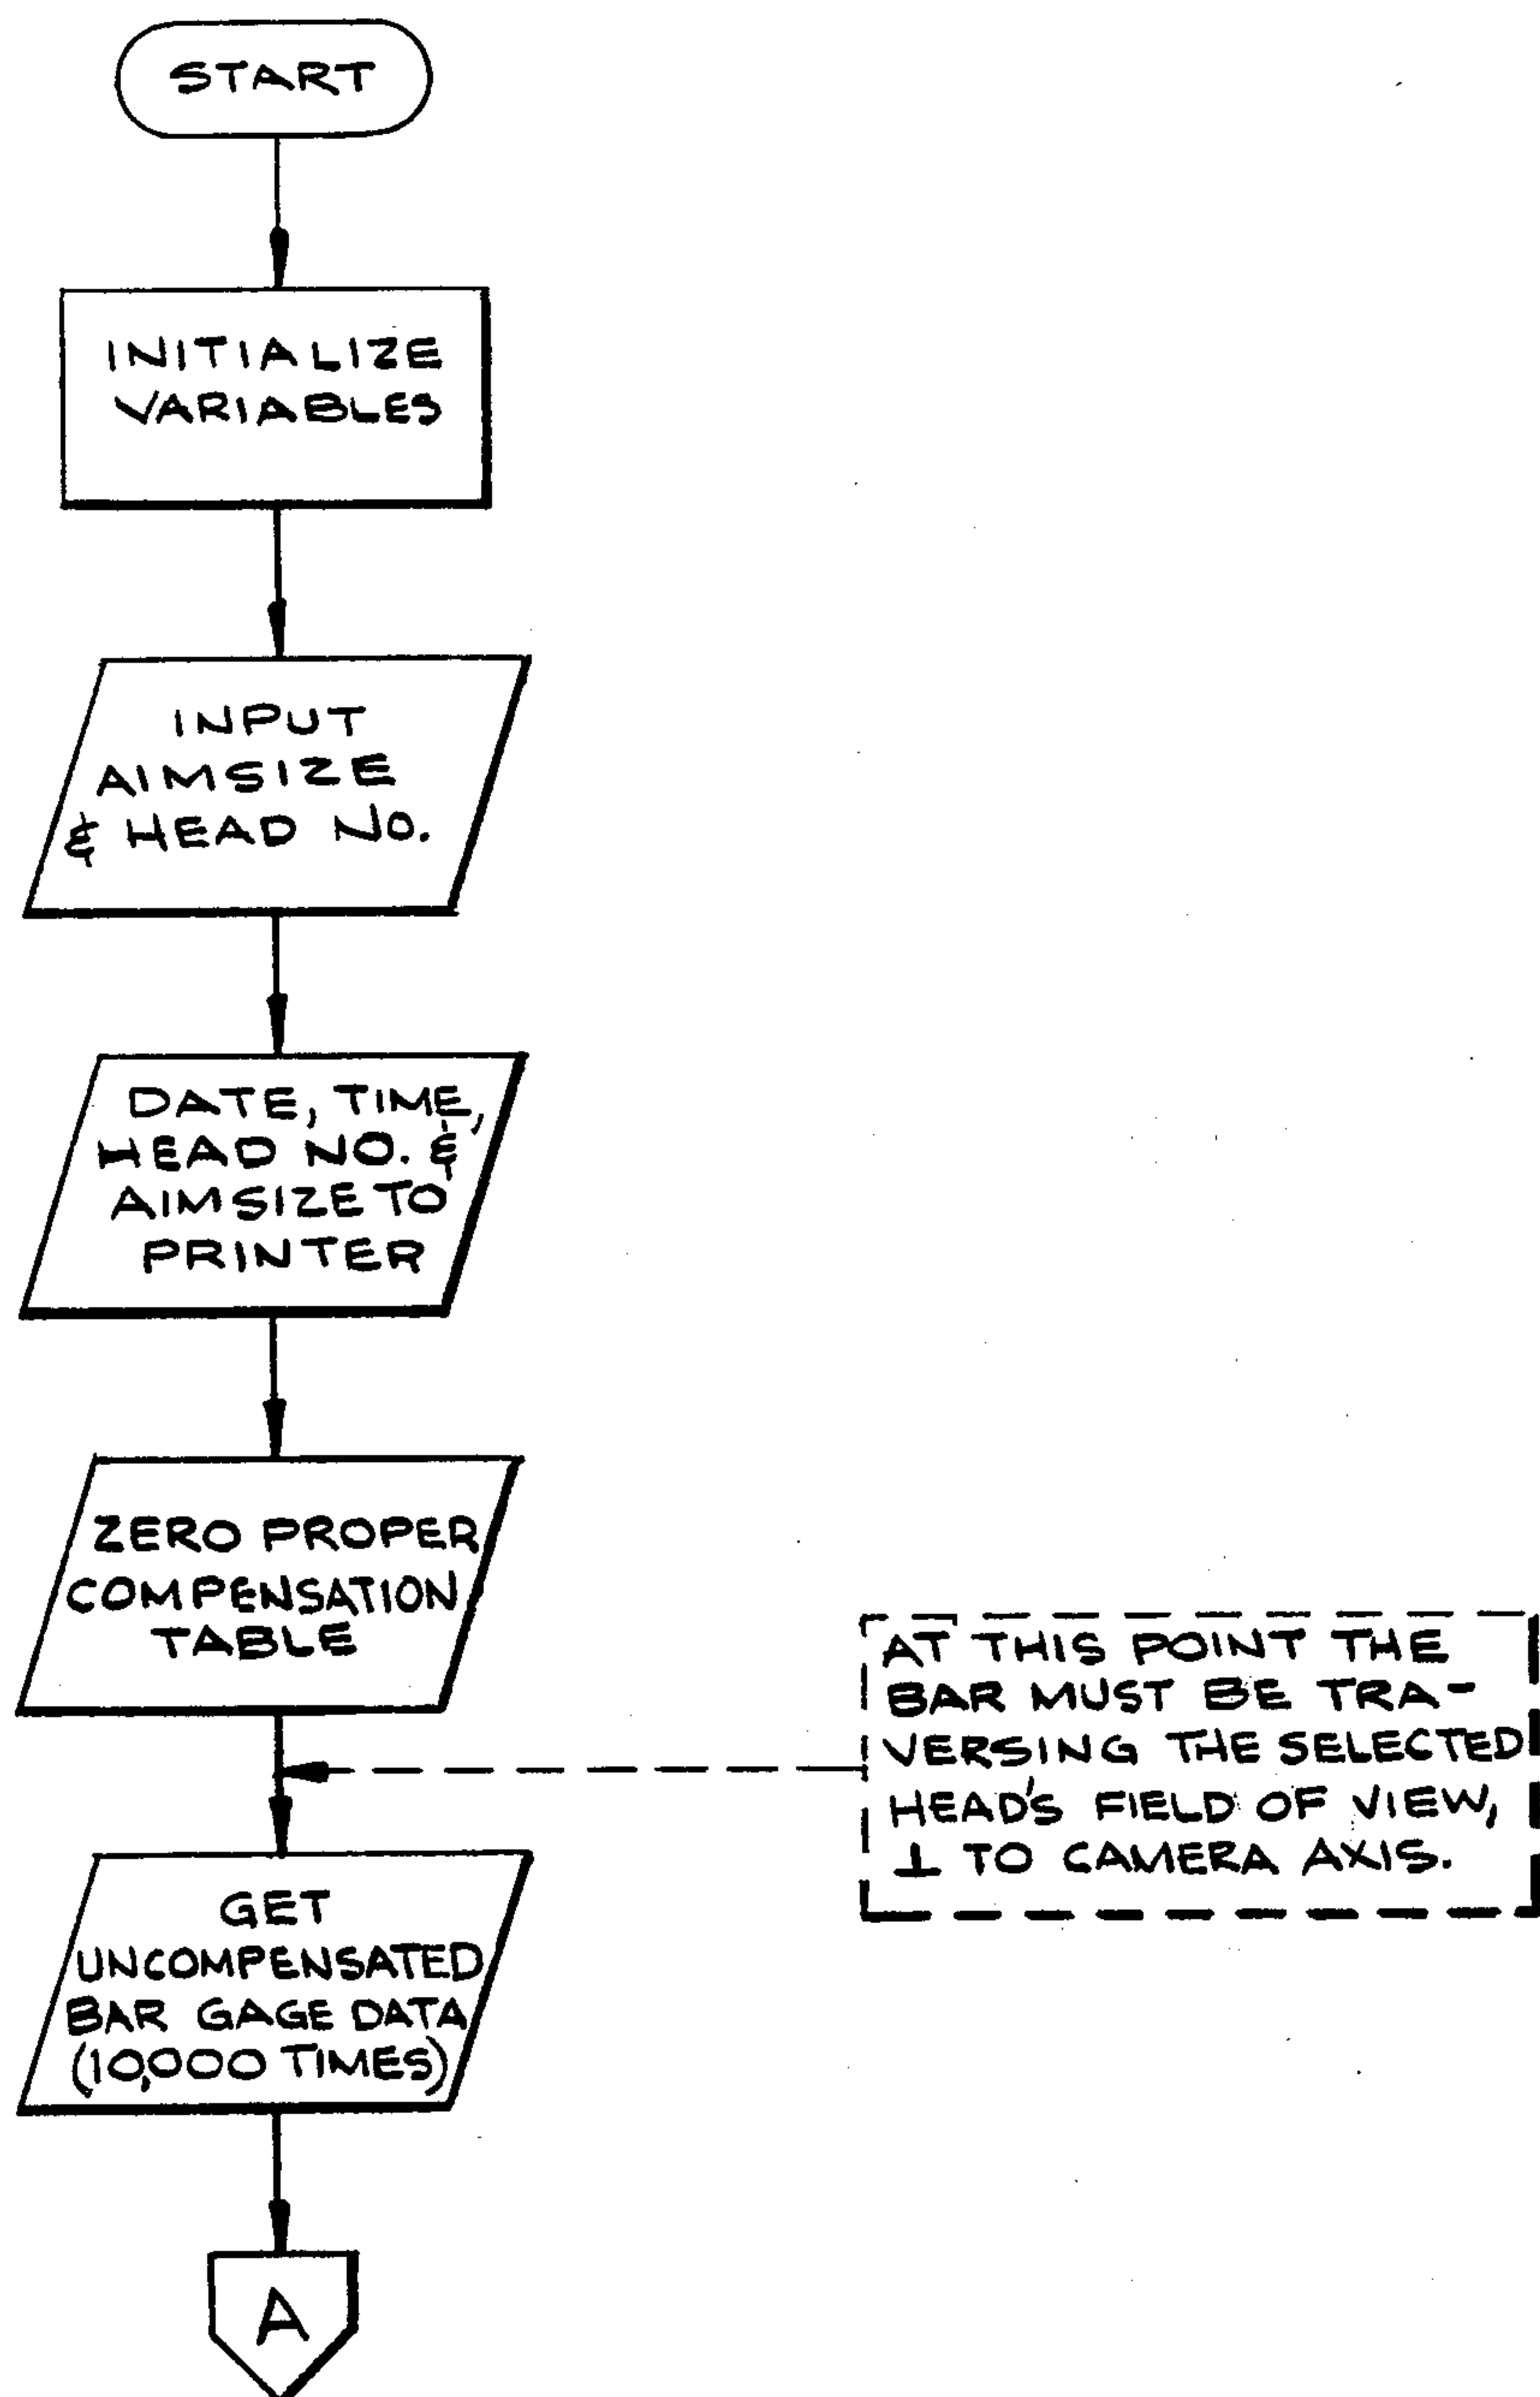 START
INITIALIZE
VARIABLES
INPUT
AIMSIZE
& HEAD NO.
DATE, TIME,
HEAD NO. &
AIMSIZE TO
PRINTER
ZERO PROPER
COMPENSATION
TABLE
AT THIS POINT THE
BAR MUST BE TRA-
VERSING THE SELECTED
HEAD'S FIELD OF VIEW,
⊥ TO CAMERA AXIS.
GET
UNCOMPENSATED
BAR GAGE DATA
(10,000 TIMES)
A